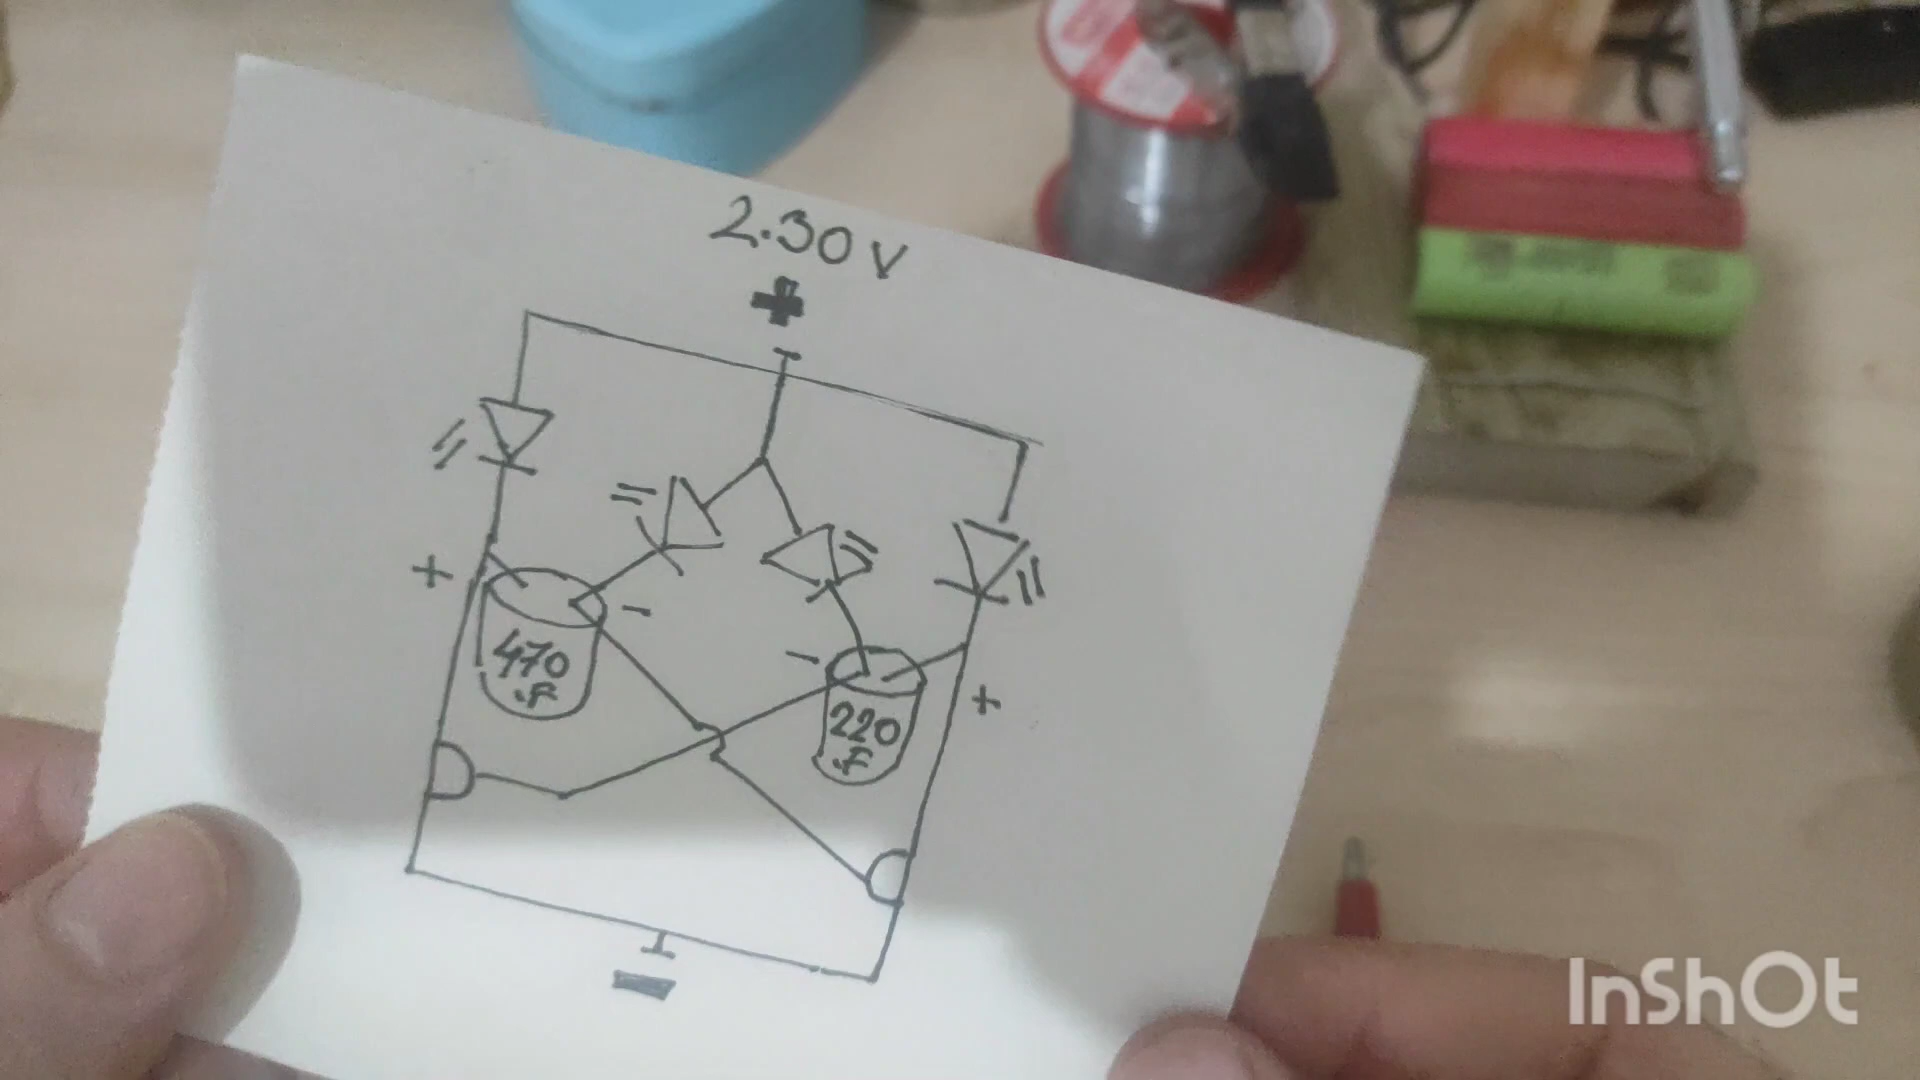 2.30 V
+
+
-
470
.F
-
+
220
.F
-
InShOt